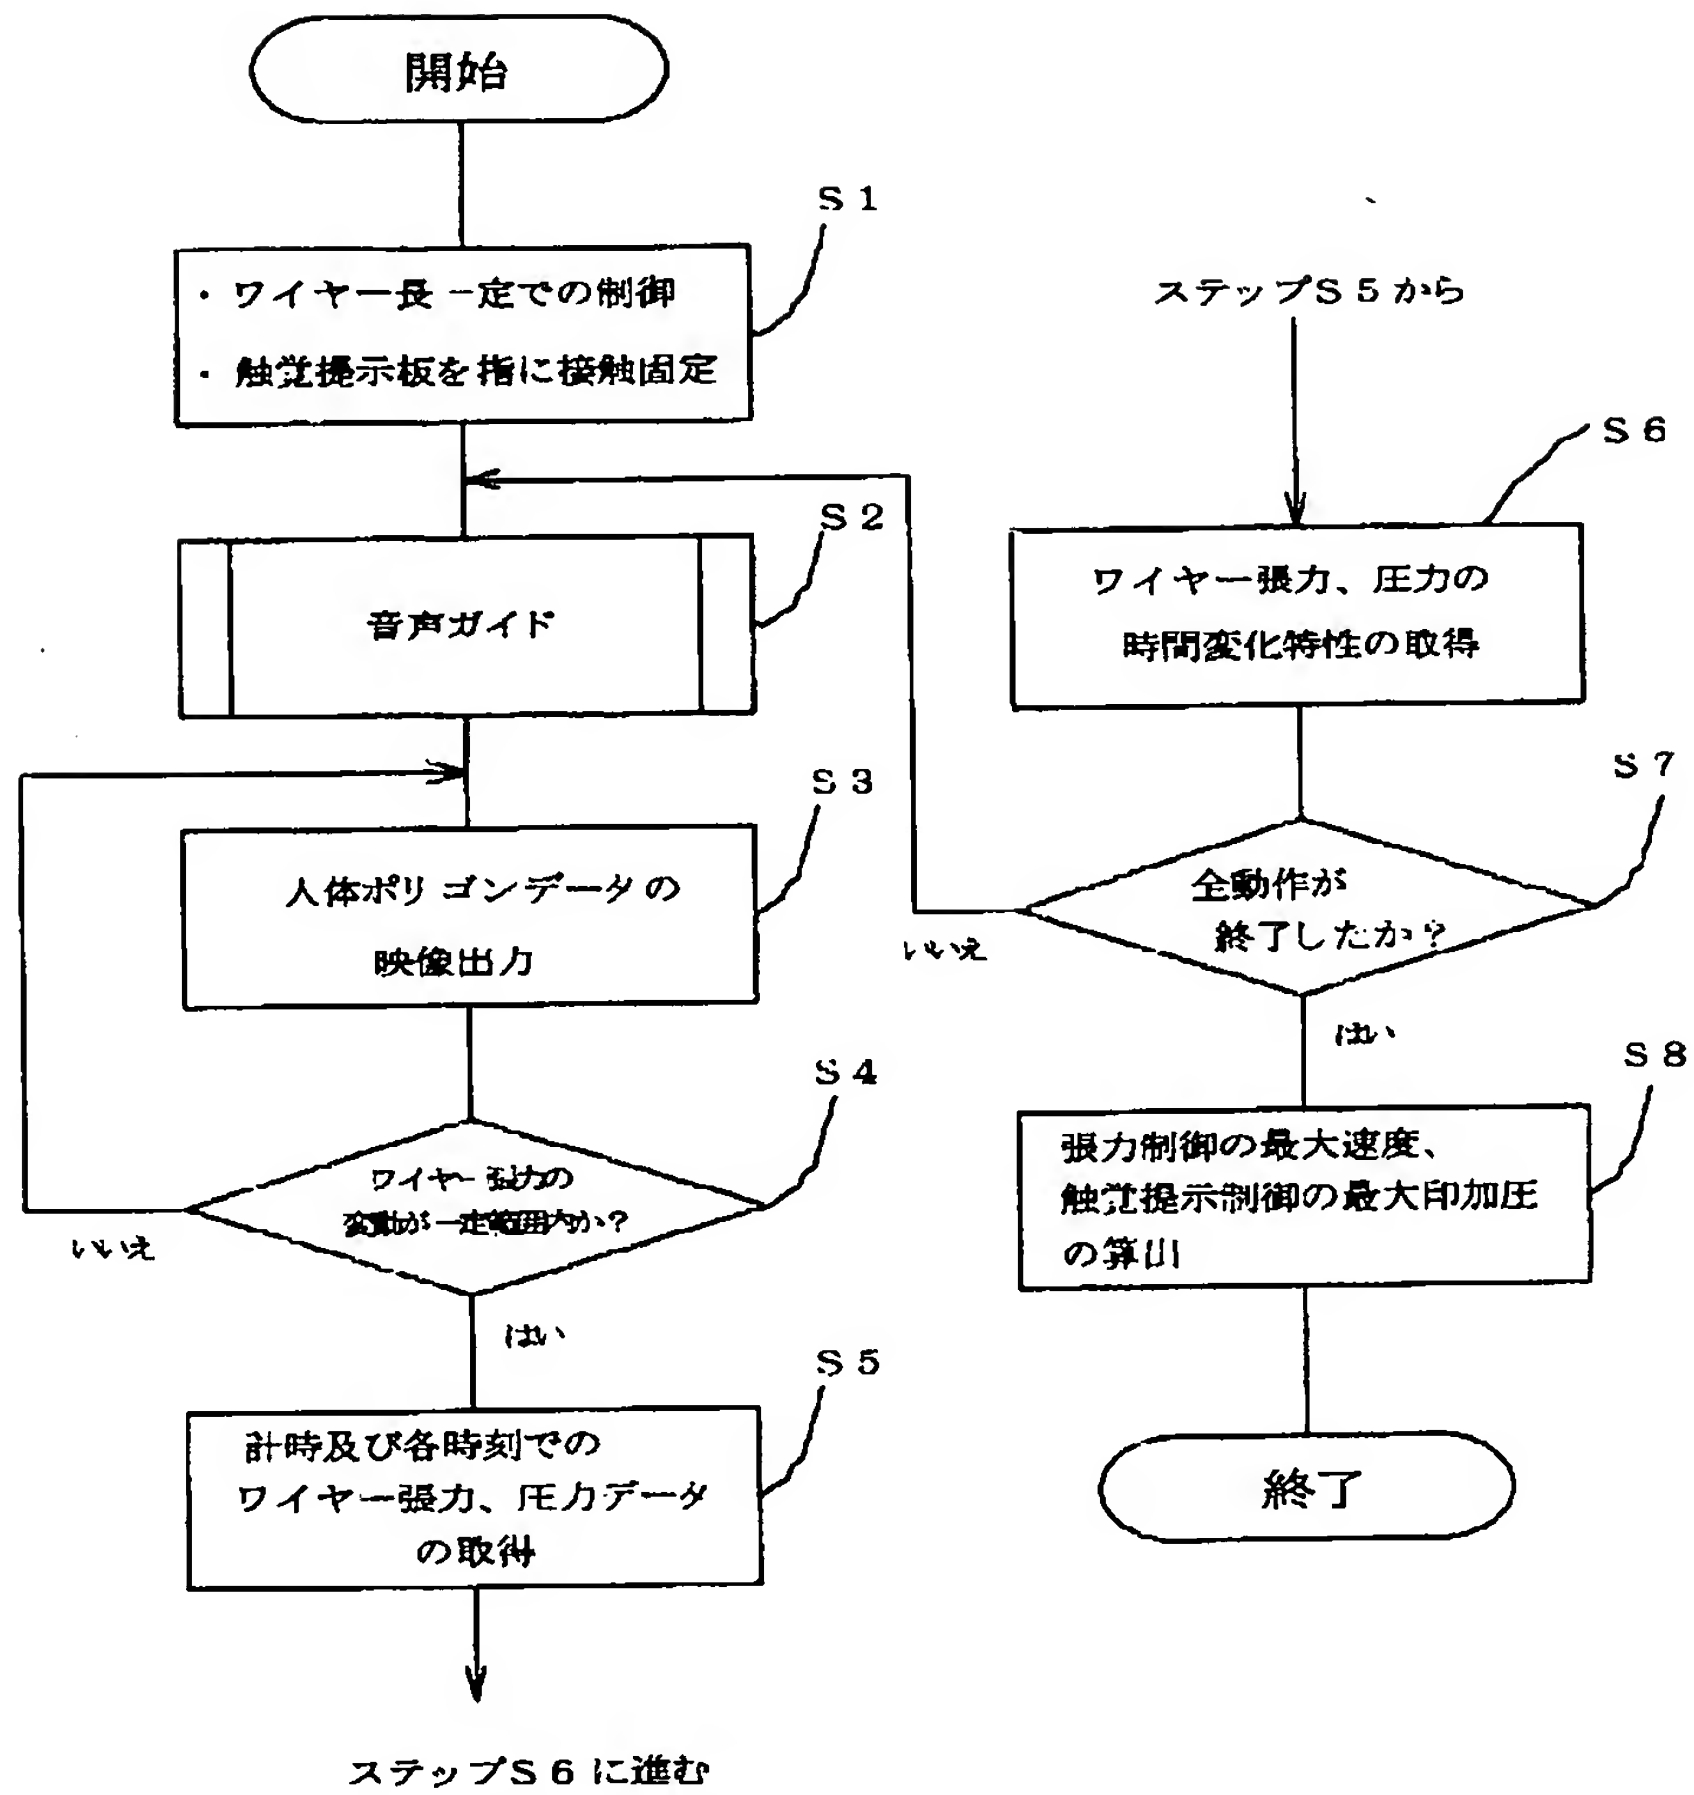 開始
S1
・ワイヤー長一定での制御
・触覚提示板を指に接触固定
S2
音声ガイド
S3
人体ポリゴンデータの
映像出力
S4
ワイヤー張力の
変動が一定範囲内か？
いいえ
はい
S5
計時及び各時刻での
ワイヤー張力、圧力データ
の取得
ステップS6に進む
ステップS5から
S6
ワイヤー張力、圧力の
時間変化特性の取得
S7
全動作が
終了したか？
いいえ
はい
S8
張力制御の最大速度、
触覚提示制御の最大印加圧
の算出
終了